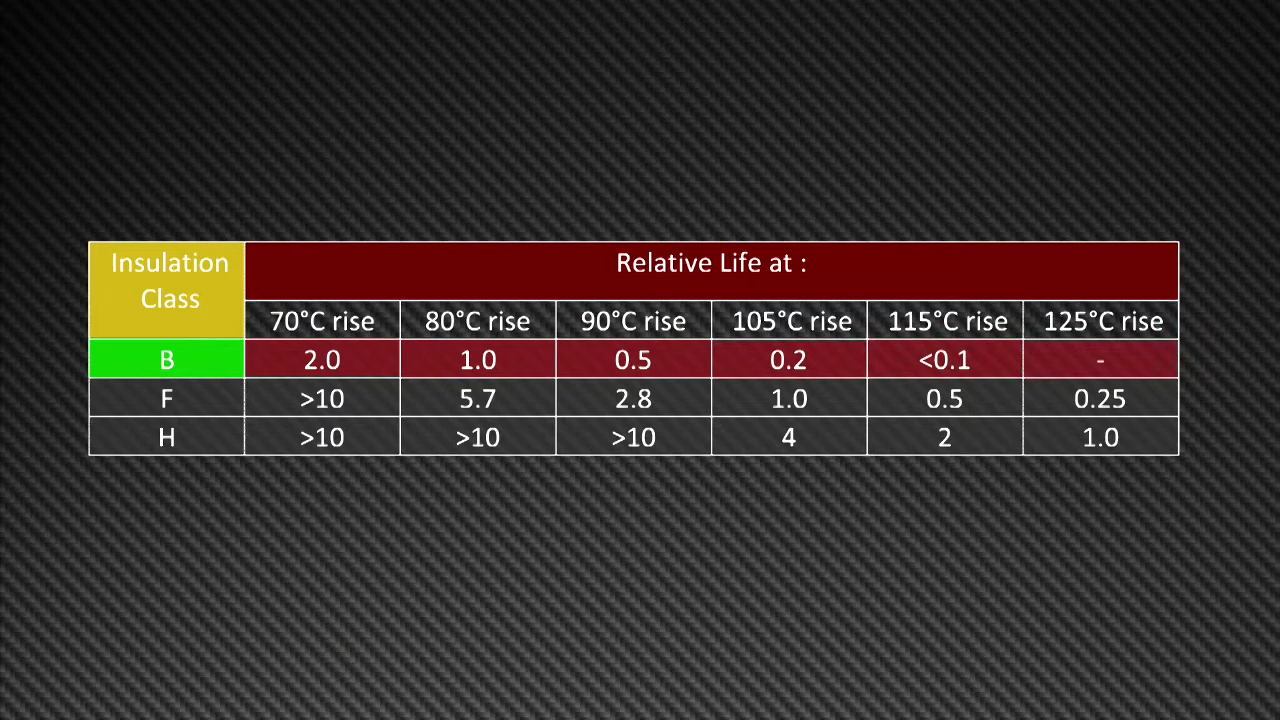 Insulation Class
Relative Life at :
70°C rise 80°C rise 90°C rise 105°C rise 115°C rise 125°C rise
B 2.0 1.0 0.5 0.2 <0.1 -
F >10 5.7 2.8 1.0 0.5 0.25
H >10 >10 >10 4 2 1.0